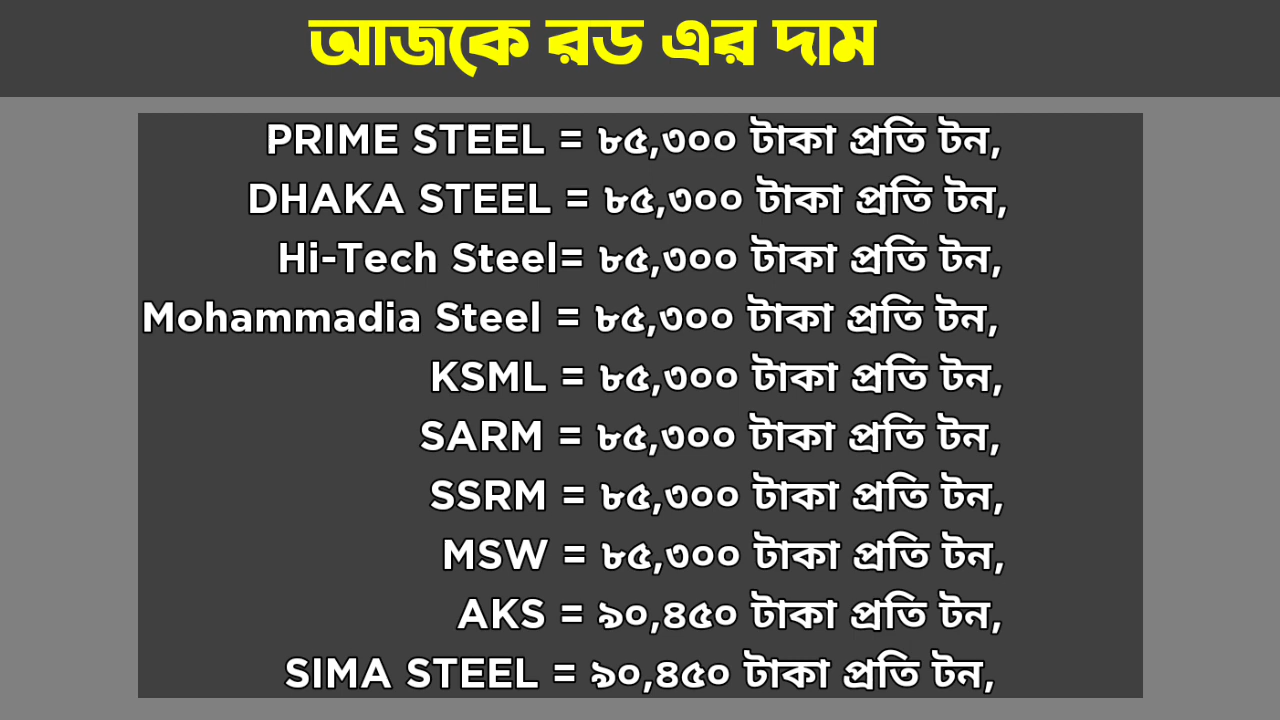 আজকে রড এর দাম
PRIME STEEL = ৮৫,৩০০ টাকা প্রতি টন,
DHAKA STEEL = ৮৫,৩০০ টাকা প্রতি টন,
Hi-Tech Steel= ৮৫,৩০০ টাকা প্রতি টন,
Mohammadia Steel = ৮৫,৩০০ টাকা প্রতি টন,
KSML = ৮৫,৩০০ টাকা প্রতি টন,
SARM = ৮৫,৩০০ টাকা প্রতি টন,
SSRM = ৮৫,৩০০ টাকা প্রতি টন,
MSW = ৮৫,৩০০ টাকা প্রতি টন,
AKS = ৯০,৪৫০ টাকা প্রতি টন,
SIMA STEEL = ৯০,৪৫০ টাকা প্রতি টন,